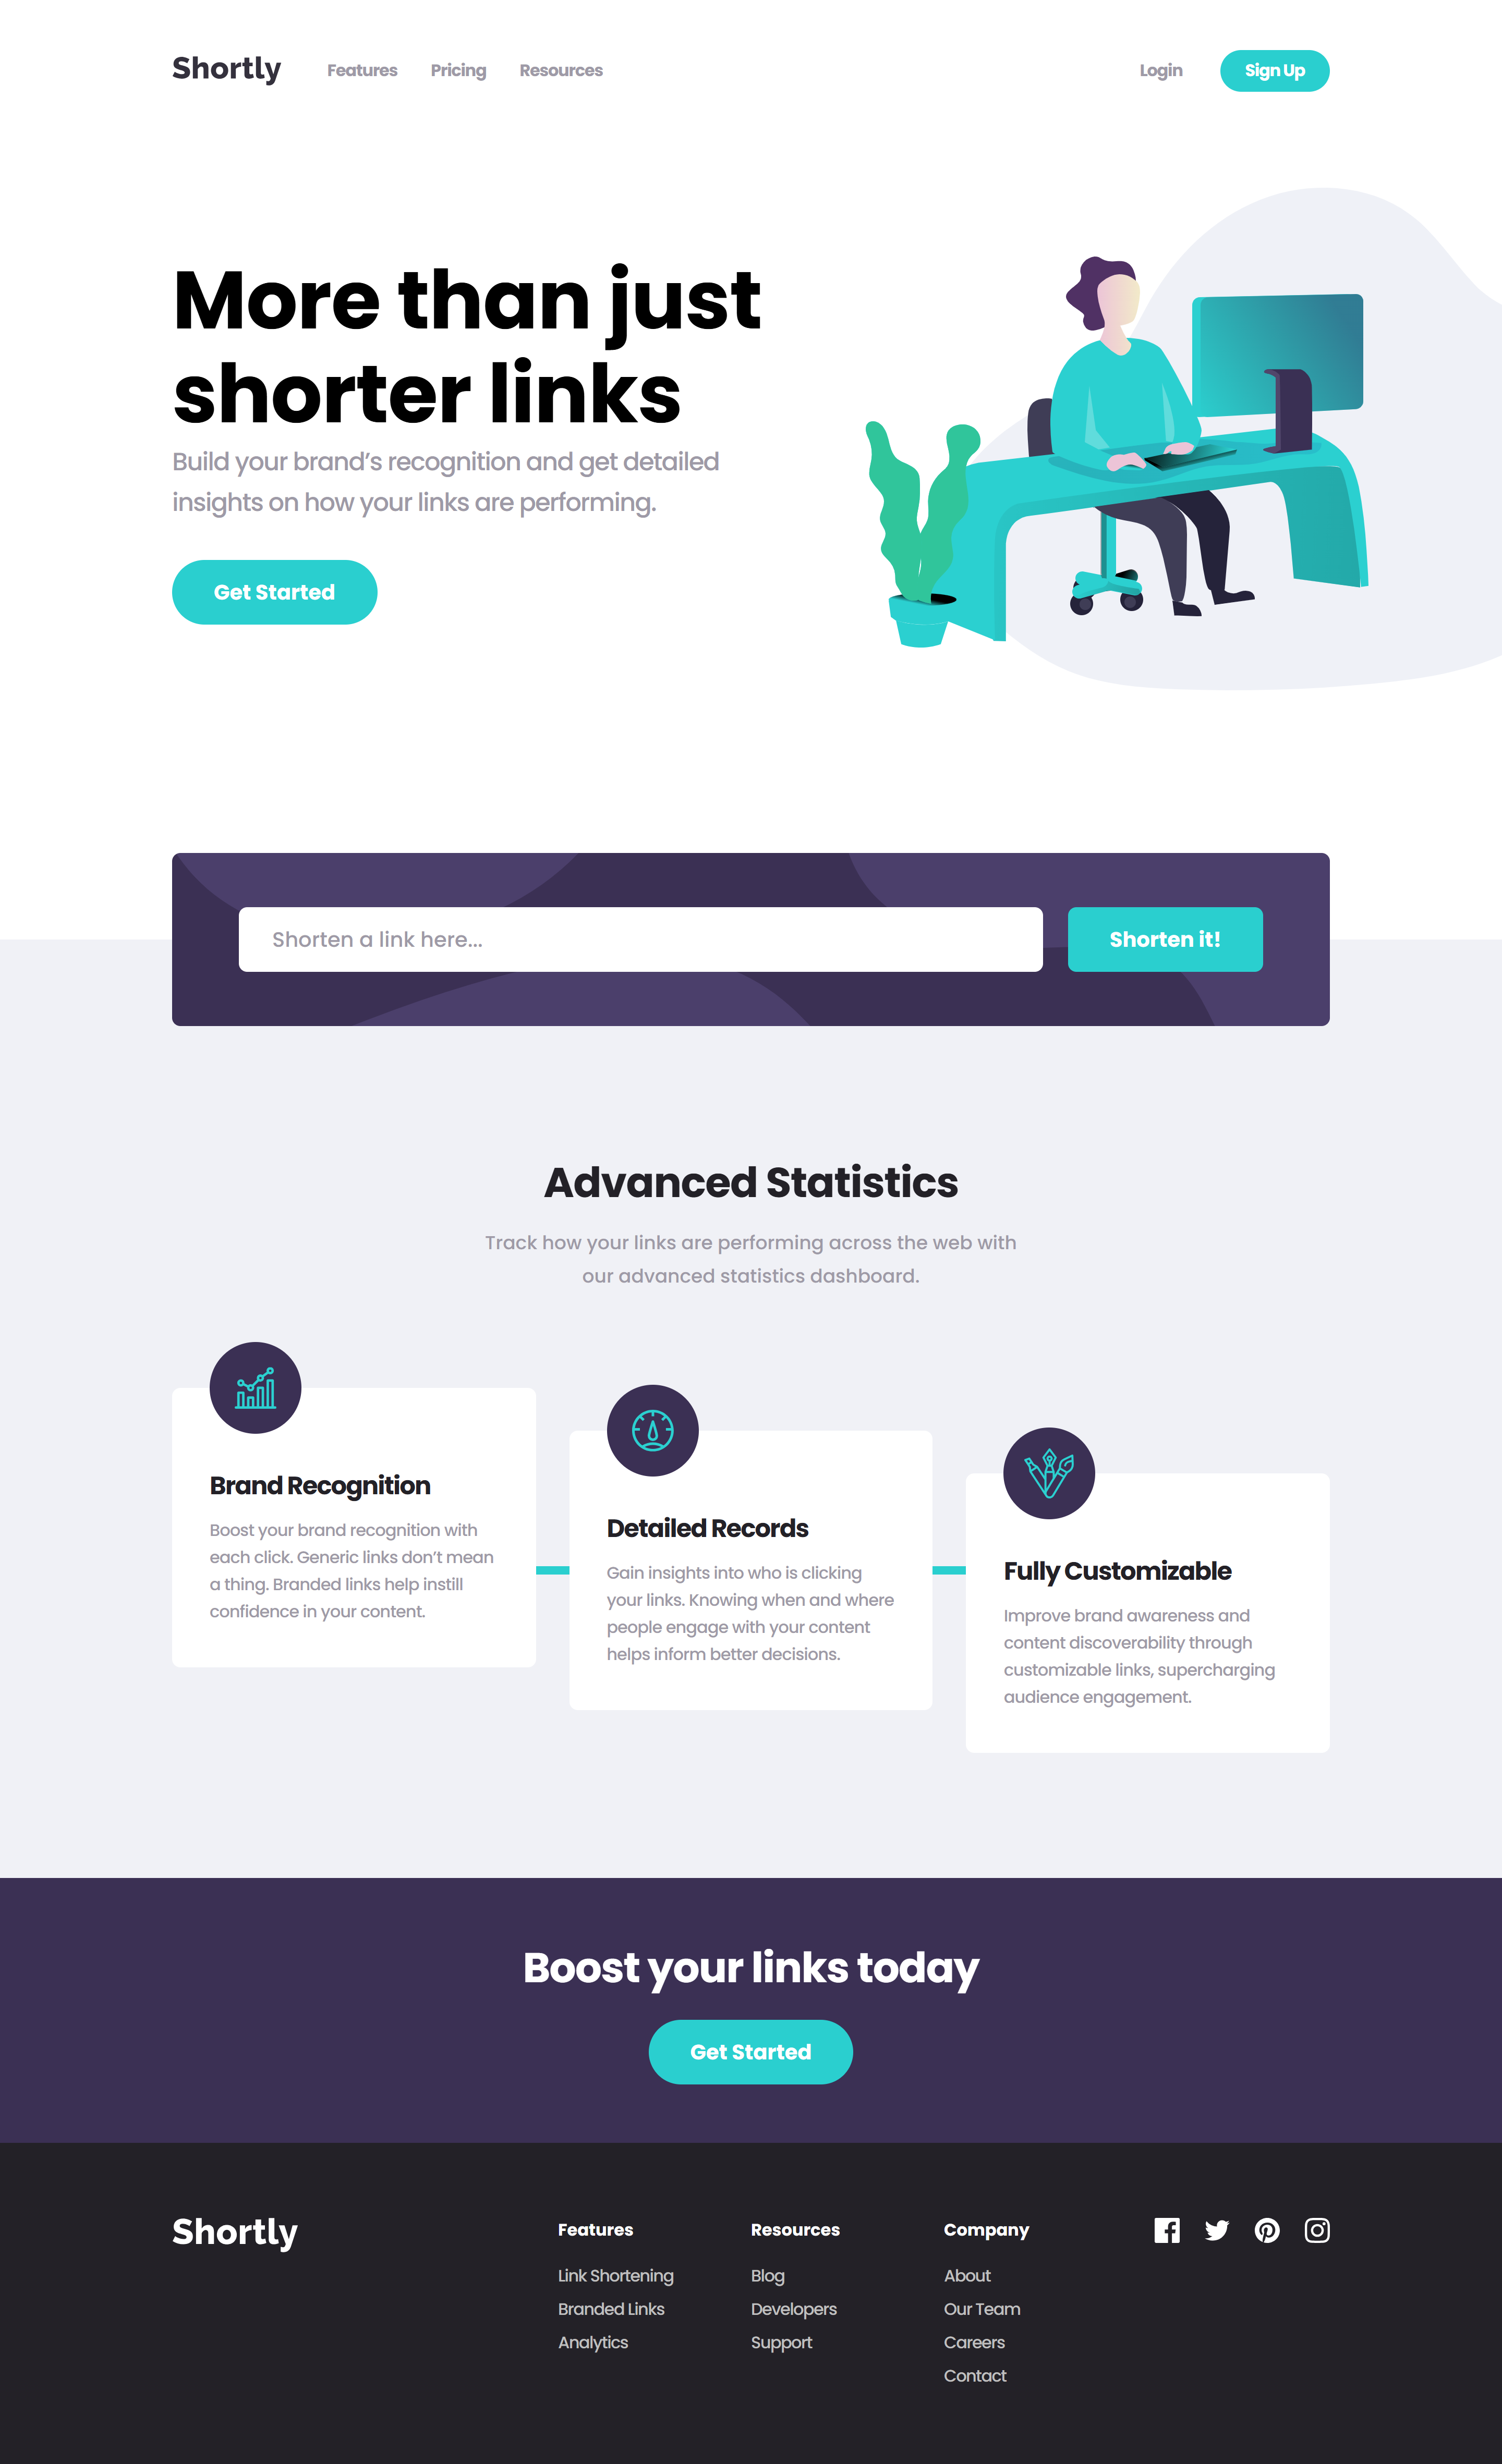 Shortly
Features
Pricing
Resources
Login
Sign Up
More than just
shorter links
Build your brand’s recognition and get detailed
insights on how your links are performing.
Get Started
Shorten a link here...
Shorten it!
Advanced Statistics
Track how your links are performing across the web with
our advanced statistics dashboard.
Brand Recognition
Boost your brand recognition with
each click. Generic links don’t mean
a thing. Branded links help instill
confidence in your content.
Detailed Records
Gain insights into who is clicking
your links. Knowing when and where
people engage with your content
helps inform better decisions.
Fully Customizable
Improve brand awareness and
content discoverability through
customizable links, supercharging
audience engagement.
Boost your links today
Get Started
Shortly
Features
Link Shortening
Branded Links
Analytics
Resources
Blog
Developers
Support
Company
About
Our Team
Careers
Contact